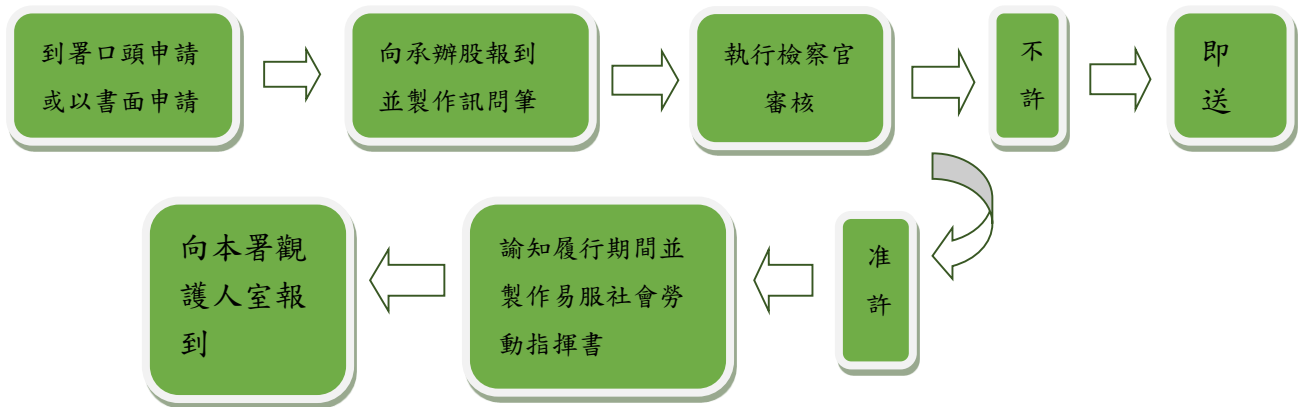 到署口頭申請
或以書面申請
向承辦股報到
並製作訊問筆
執行檢察官
審核
不
許
即
送
准
許
諭知履行期間並
製作易服社會勞
動指揮書
向本署觀
護人室報
到